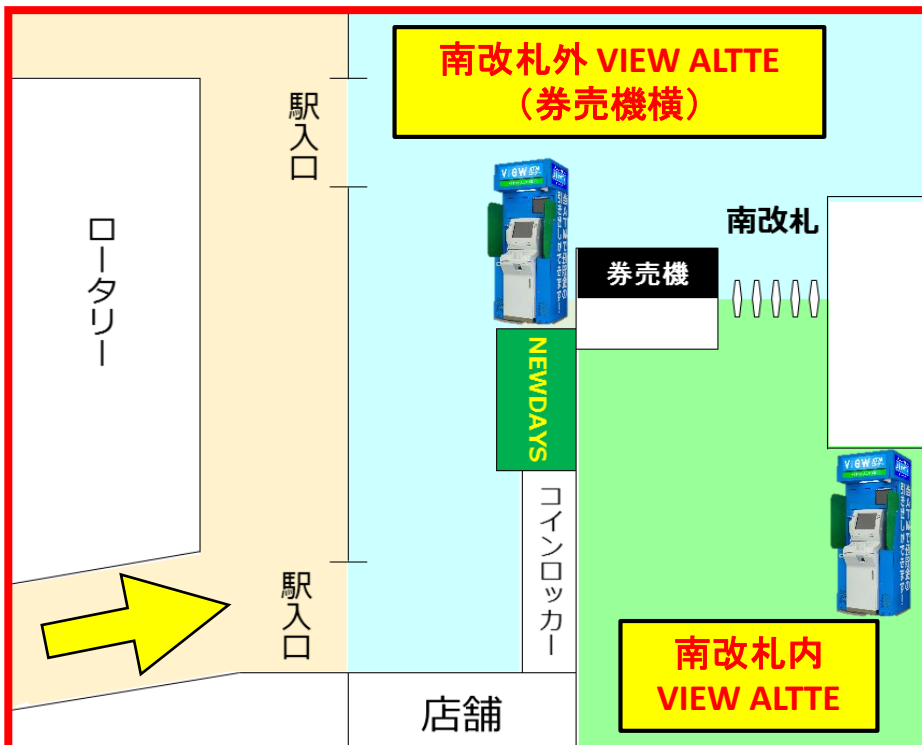 南改札外 VIEW ALTTE
（券売機横）
駅入口
南改札
ロータリー
券売機
NEWDAYS
コインロッカー
駅入口
南改札内
VIEW ALTTE
店舗